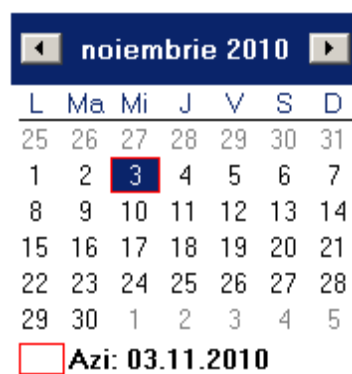 noiembrie 2010
L Ma Mi J V S D
25 26 27 28 29 30 31
1 2 3 4 5 6 7
8 9 10 11 12 13 14
15 16 17 18 19 20 21
22 23 24 25 26 27 28
29 30 1 2 3 4 5
Azi: 03.11.2010